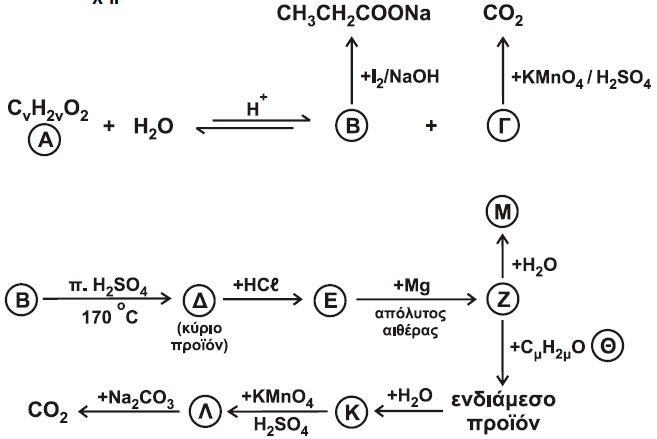 CH₃CH₂COONa CO₂
+I₂/NaOH +KMnO₄/H₂SO₄
CᵥH₂ᵥO₂ + H₂O H⁺ Β + Γ
Α
Μ
+H₂O
Β π. H₂SO₄ Δ +HCℓ Ε +Mg Ζ
170 °C (κύριο προϊόν) απόλυτος αιθέρας
+CμH₂μO Θ
CO₂ +Na₂CO₃ Λ +KMnO₄ Κ +H₂O ενδιάμεσο
H₂SO₄ προϊόν